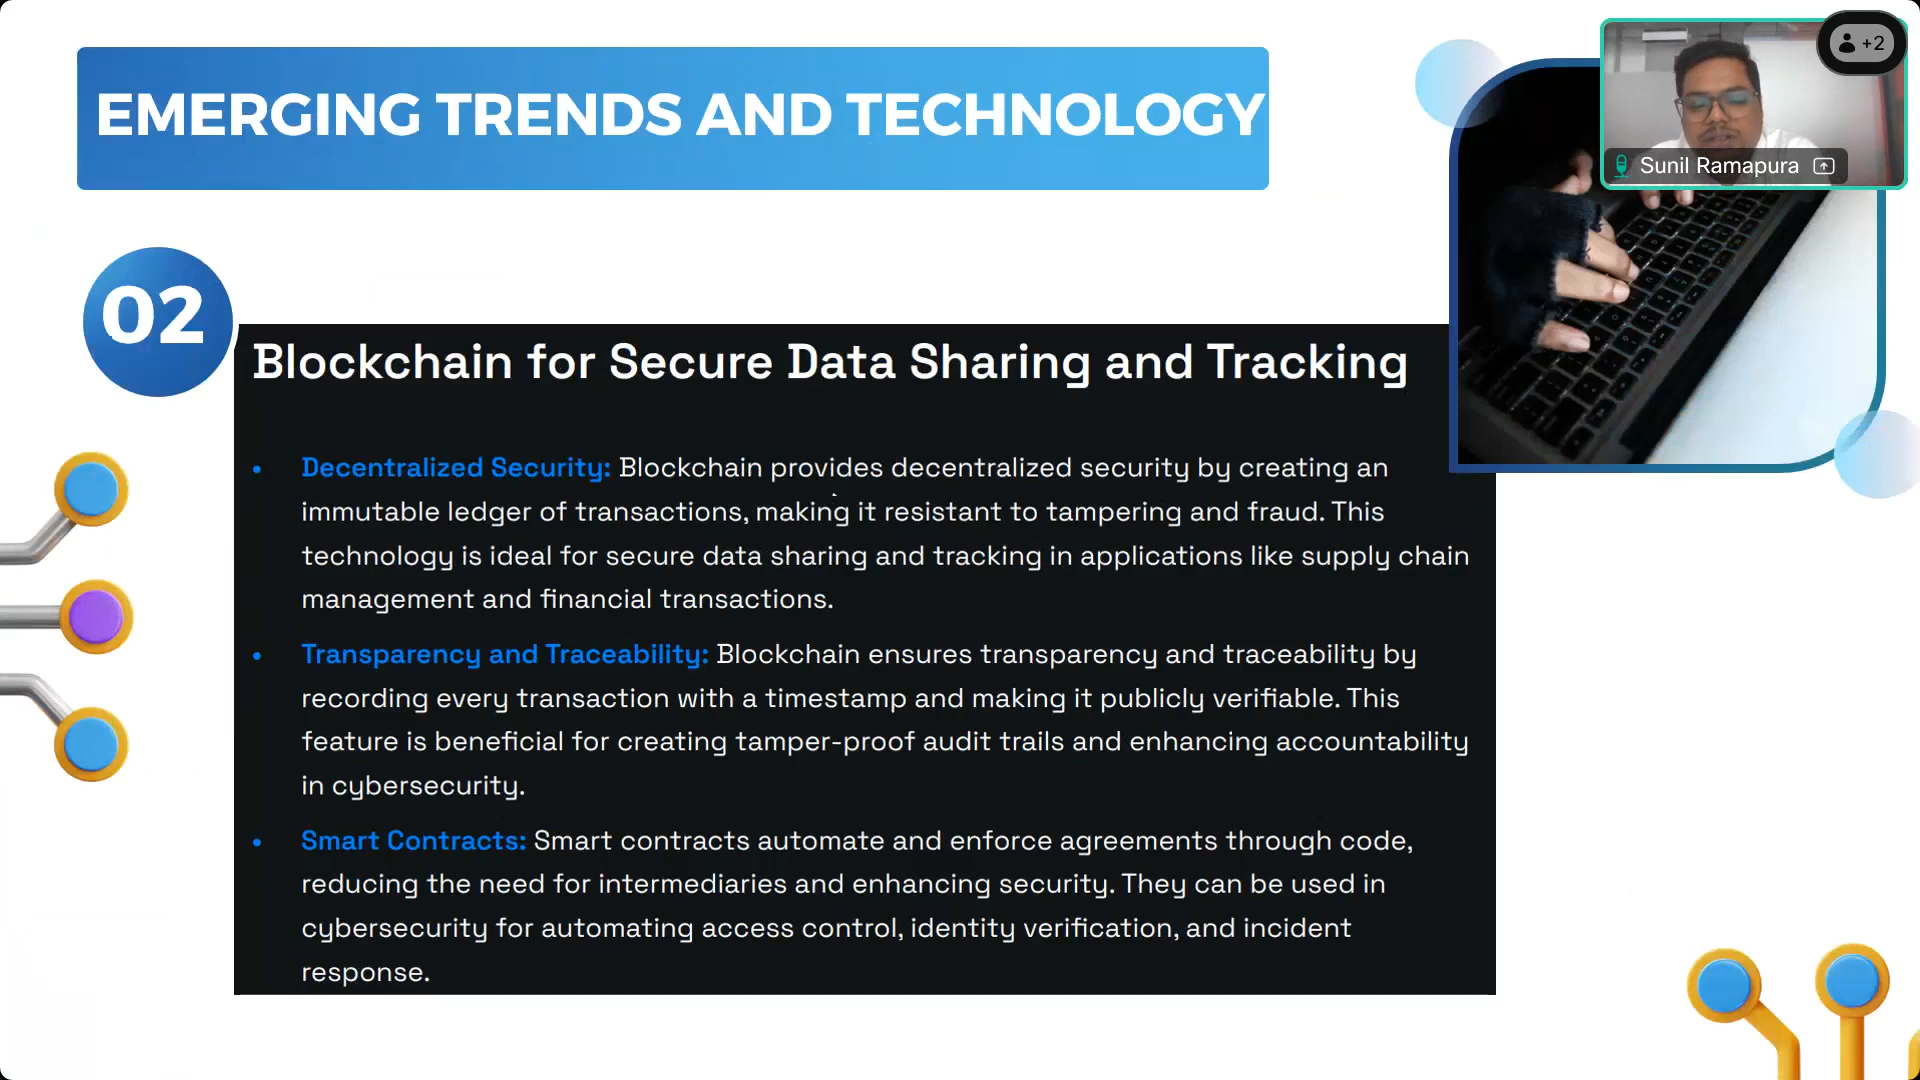 EMERGING TRENDS AND TECHNOLOGY
+2
Sunil Ramapura
02
Blockchain for Secure Data Sharing and Tracking
• Decentralized Security: Blockchain provides decentralized security by creating an
immutable ledger of transactions, making it resistant to tampering and fraud. This
technology is ideal for secure data sharing and tracking in applications like supply chain
management and financial transactions.
• Transparency and Traceability: Blockchain ensures transparency and traceability by
recording every transaction with a timestamp and making it publicly verifiable. This
feature is beneficial for creating tamper-proof audit trails and enhancing accountability
in cybersecurity.
• Smart Contracts: Smart contracts automate and enforce agreements through code,
reducing the need for intermediaries and enhancing security. They can be used in
cybersecurity for automating access control, identity verification, and incident
response.